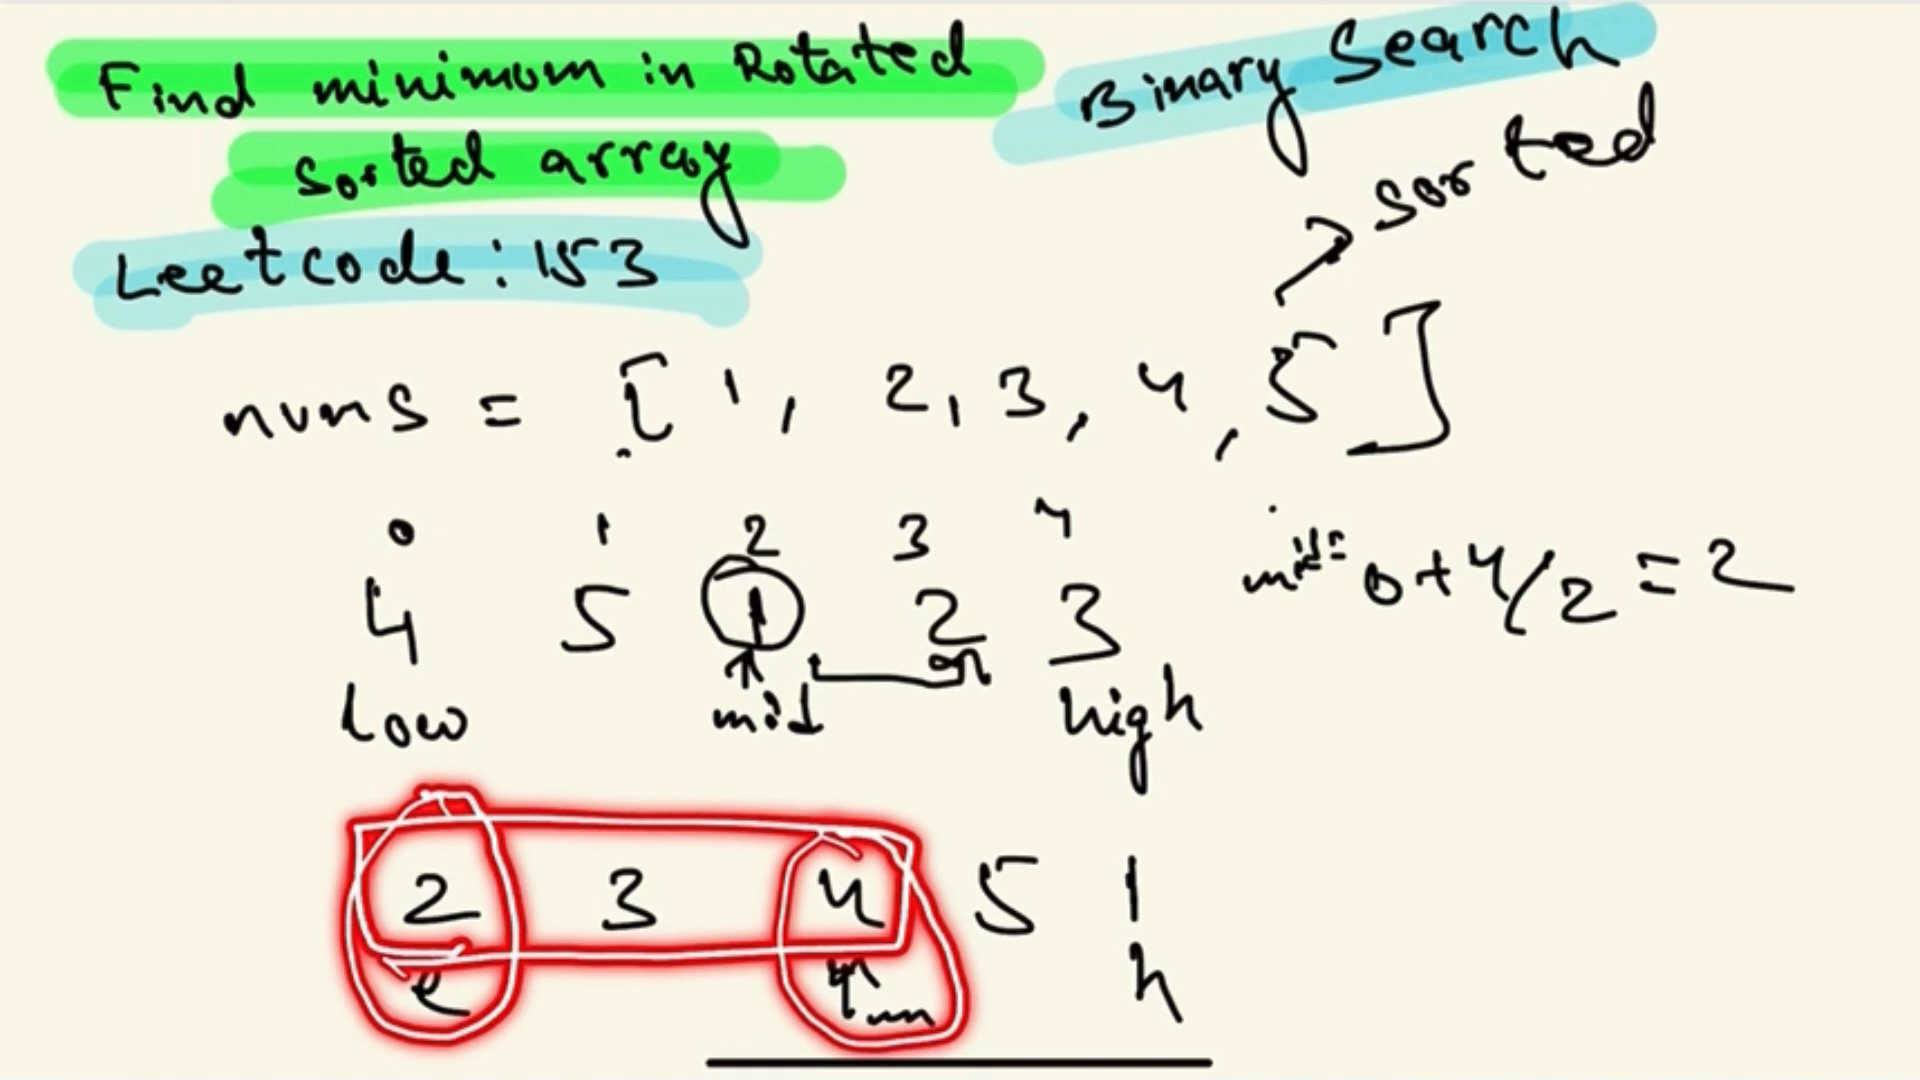 Find minimum in Rotated
sorted array
Binary Search
Leetcode: 153
sorted
nums = [1, 2, 3, 4, 5]
0 1 2 3 4
4 5 1 2 3
mid = 0+4/2 = 2
Low mid high
2 3 4 5 1
l m h